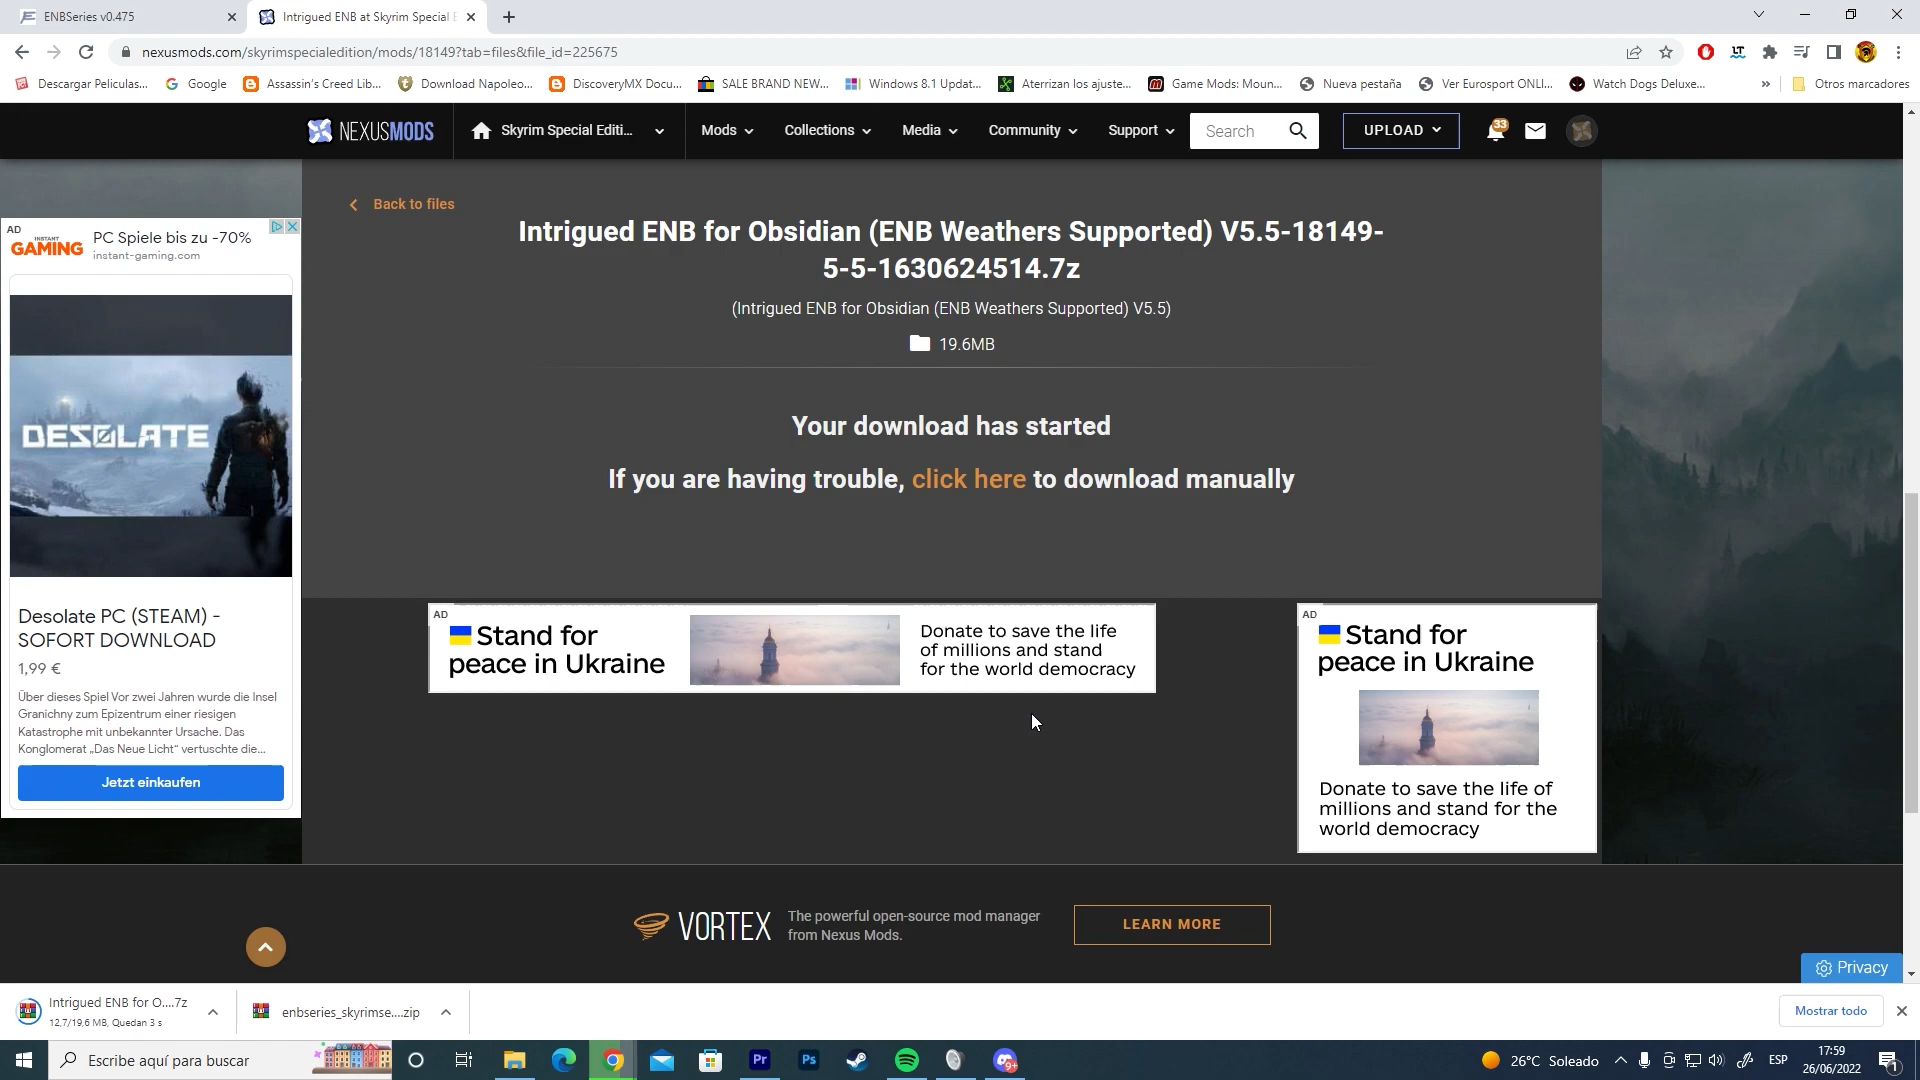 ENBSeries v0.475
Intrigued ENB at Skyrim Special E
nexusmods.com/skyrimspecialedition/mods/18149?tab=files&file_id=225675
Descargar Peliculas...
Google
Assassin's Creed Lib...
Download Napoleo...
DiscoveryMX Docu...
SALE BRAND NEW...
Windows 8.1 Updat...
Aterrizan los ajuste...
Game Mods: Moun...
Nueva pestaña
Ver Eurosport ONLI...
Watch Dogs Deluxe...
»
Otros marcadores
NEXUSMODS
Skyrim Special Editi...
Mods
Collections
Media
Community
Support
Search
UPLOAD
33
Back to files
Intrigued ENB for Obsidian (ENB Weathers Supported) V5.5-18149-
5-5-1630624514.7z
(Intrigued ENB for Obsidian (ENB Weathers Supported) V5.5)
19.6MB
Your download has started
If you are having trouble, click here to download manually
AD
INSTANT
GAMING
PC Spiele bis zu -70%
instant-gaming.com
DESOLATE
Desolate PC (STEAM) -
SOFORT DOWNLOAD
1,99 €
Über dieses Spiel Vor zwei Jahren wurde die Insel
Granichny zum Epizentrum einer riesigen
Katastrophe mit unbekannter Ursache. Das
Konglomerat „Das Neue Licht“ vertuschte die...
Jetzt einkaufen
AD
Stand for
peace in Ukraine
Donate to save the life
of millions and stand
for the world democracy
AD
Stand for
peace in Ukraine
Donate to save the life of
millions and stand for the
world democracy
VORTEX
The powerful open-source mod manager
from Nexus Mods.
LEARN MORE
Privacy
Intrigued ENB for O....7z
12,7/19,6 MB, Quedan 3 s
enbseries_skyrimse....zip
Mostrar todo
Escribe aquí para buscar
Pr
Ps
9+
26°C Soleado
ESP
17:59
26/06/2022
1